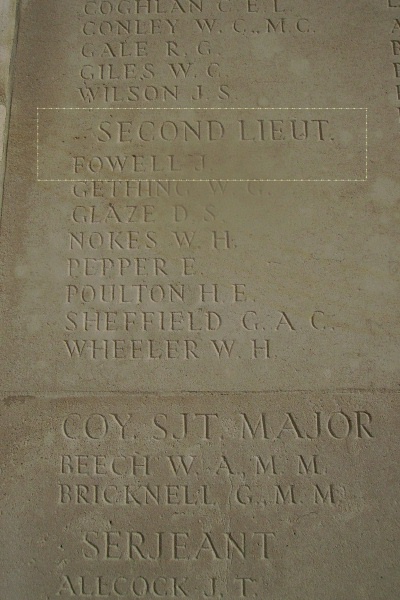 COGHLAN C. E. L.
CONLEY W. C., M.C.
GALE R. G.
GILES W. C.
WILSON J. S.
SECOND LIEUT.
FOWELL J.
GETHING W. G.
GLAZE D. S.
NOKES W. H.
PEPPER E.
POULTON H. E.
SHEFFIELD G. A. C.
WHEELER W. H.
COY. SJT. MAJOR
BEECH W. A., M. M.
BRICKNELL G., M. M.
SERJEANT
ALLCOCK J. T.